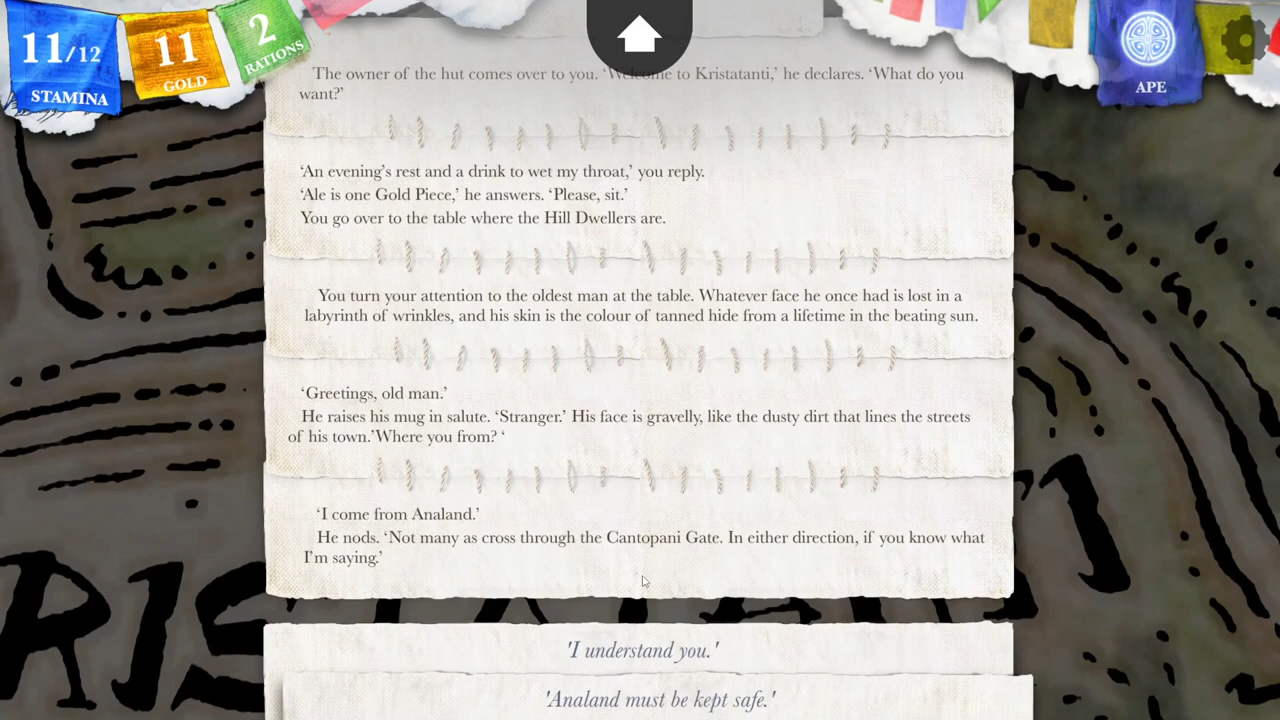 11/12
STAMINA
11
GOLD
2
RATIONS
APE
The owner of the hut comes over to you. ‘Welcome to Kristatanti,’ he declares. ‘What do you
want?’
‘An evening’s rest and a drink to wet my throat,’ you reply.
‘Ale is one Gold Piece,’ he answers. ‘Please, sit.’
You go over to the table where the Hill Dwellers are.
You turn your attention to the oldest man at the table. Whatever face he once had is lost in a
labyrinth of wrinkles, and his skin is the colour of tanned hide from a lifetime in the beating sun.
‘Greetings, old man.’
He raises his mug in salute. ‘Stranger.’ His face is gravelly, like the dusty dirt that lines the streets
of his town.’Where you from? ‘
‘I come from Analand.’
He nods. ‘Not many as cross through the Cantopani Gate. In either direction, if you know what
I’m saying.’
'I understand you.'
'Analand must be kept safe.'